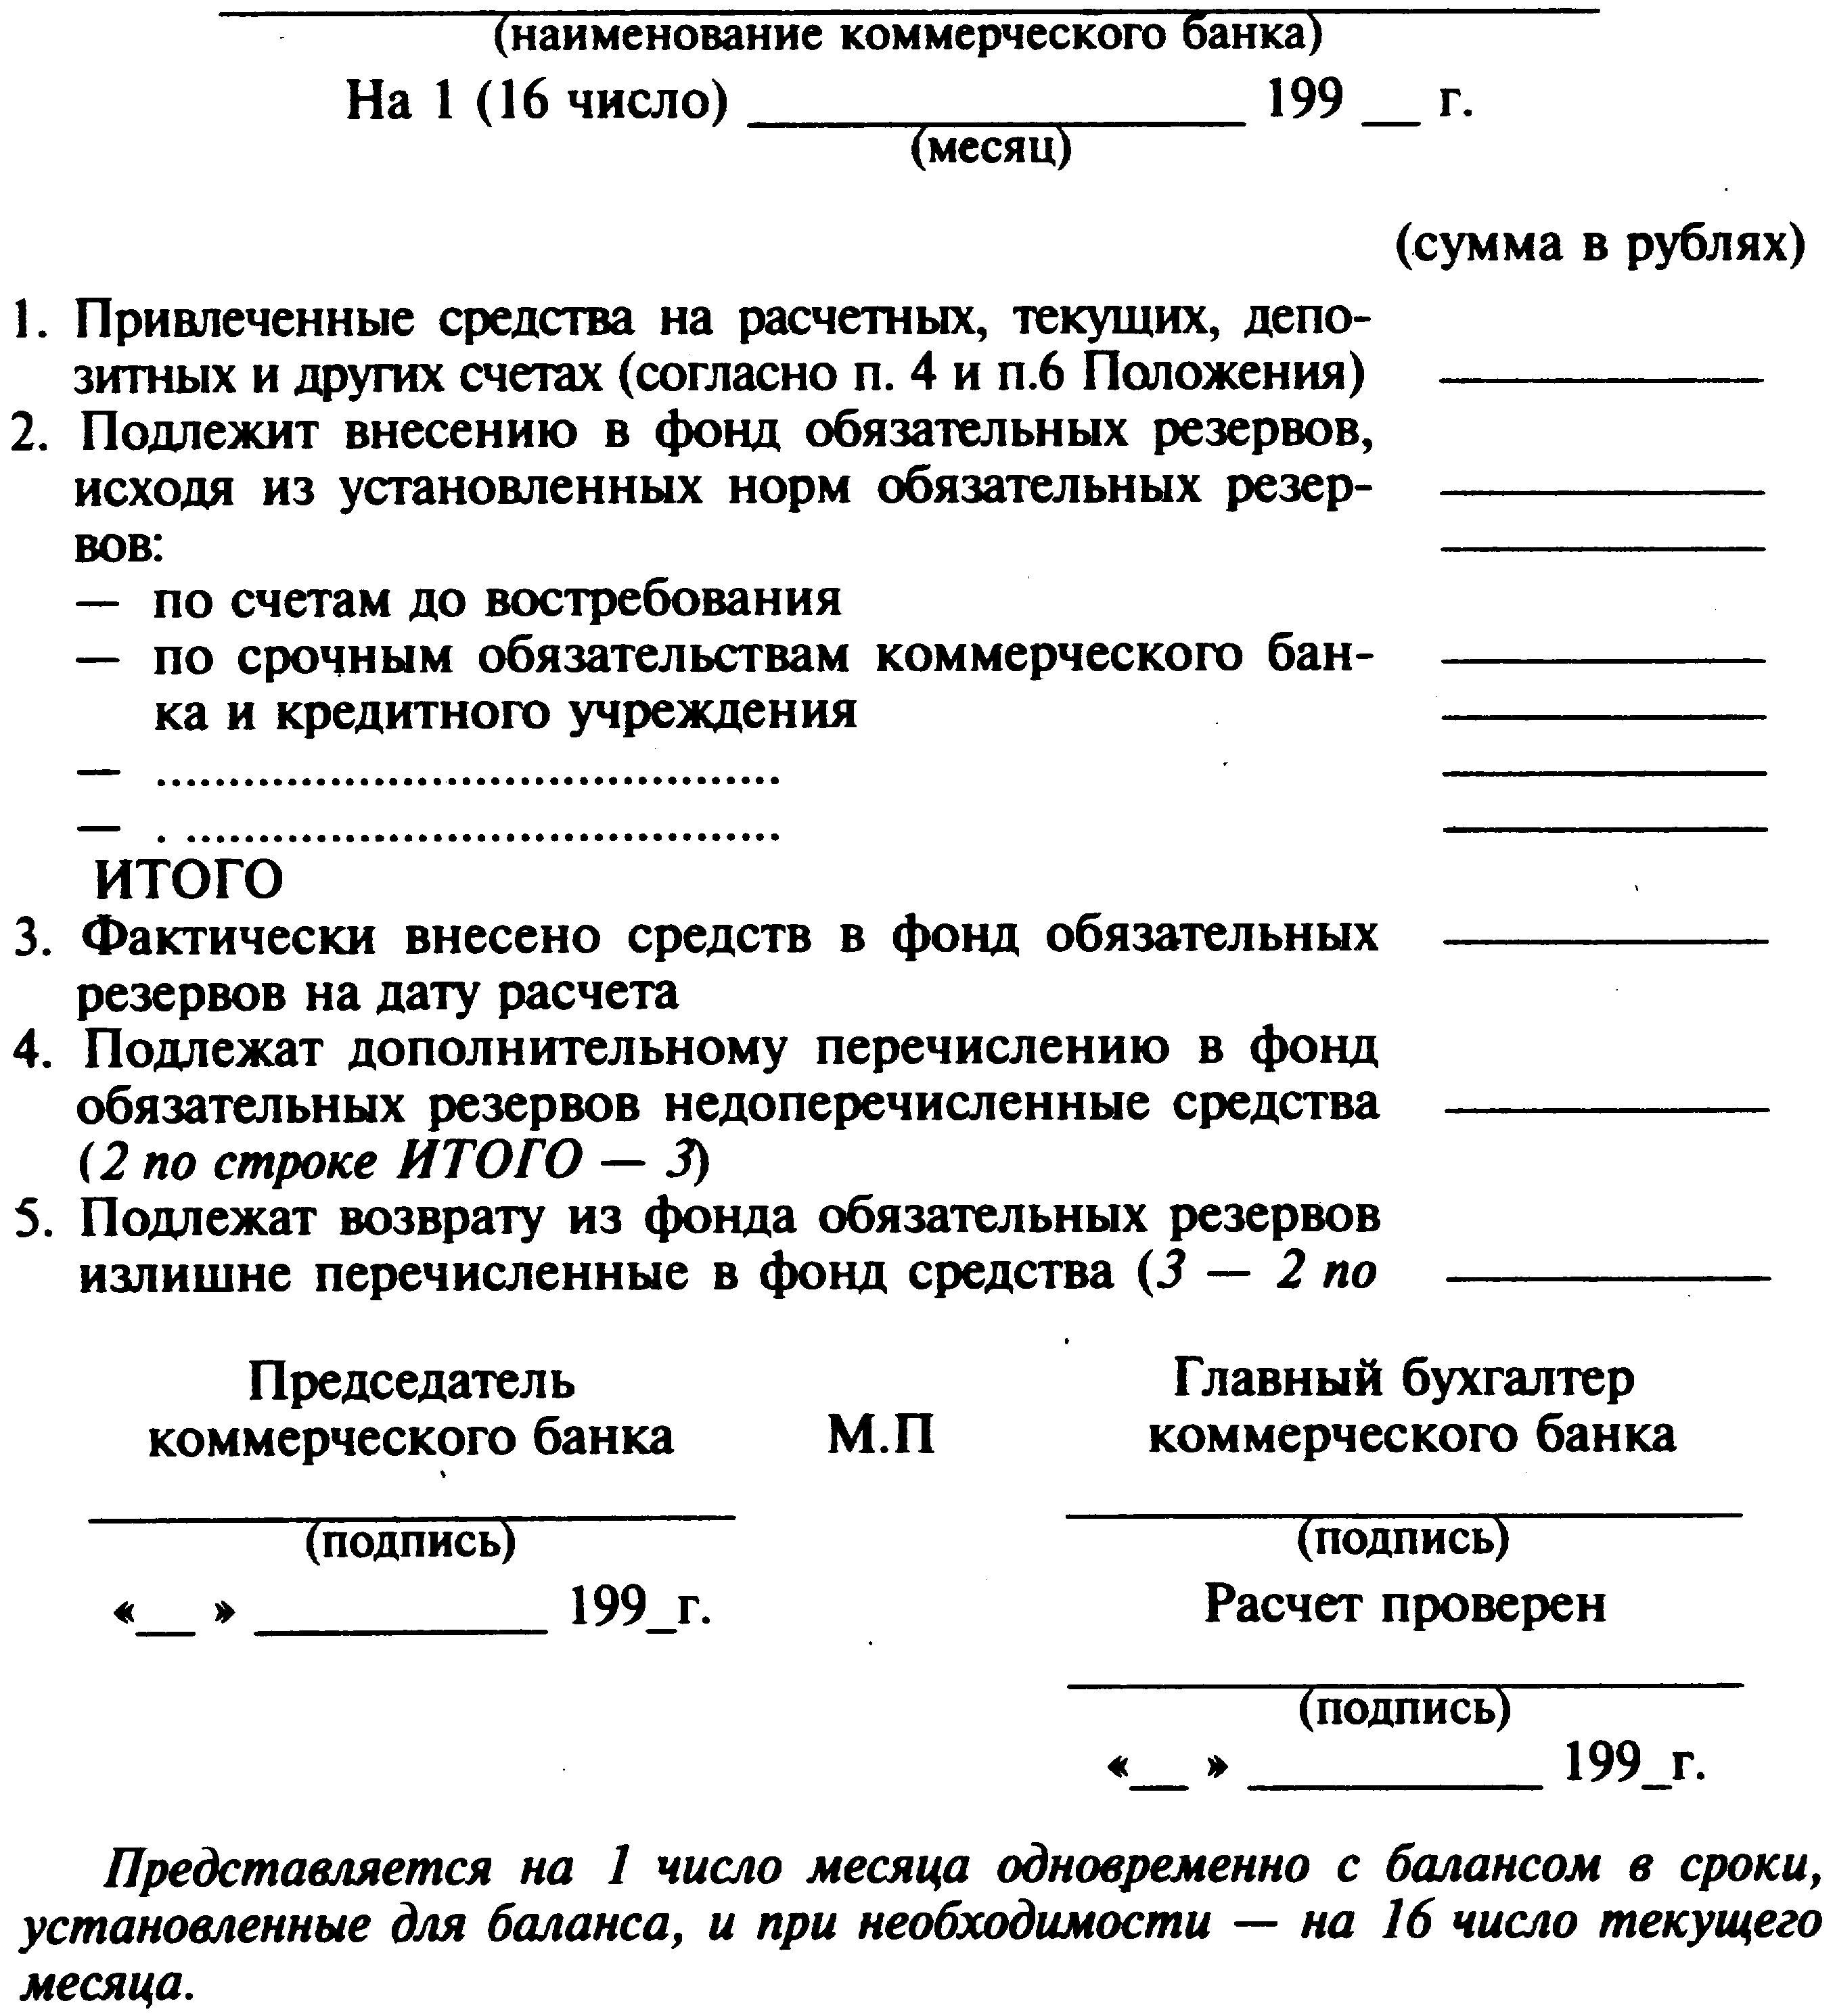 (наименование коммерческого банка)
На 1 (16 число) ____________ 199 __ г.
(месяц)
(сумма в рублях)
1. Привлеченные средства на расчетных, текущих, депо-
зитных и других счетах (согласно п. 4 и п.6 Положения)
2. Подлежит внесению в фонд обязательных резервов,
исходя из установленных норм обязательных резер-
вов:
— по счетам до востребования
— по срочным обязательствам коммерческого бан-
ка и кредитного учреждения
— ..........................................
— . ........................................
ИТОГО
3. Фактически внесено средств в фонд обязательных
резервов на дату расчета
4. Подлежат дополнительному перечислению в фонд
обязательных резервов недоперечисленные средства
(2 по строке ИТОГО — 3)
5. Подлежат возврату из фонда обязательных резервов
излишне перечисленные в фонд средства (3 — 2 по
Председатель
коммерческого банка
М.П
Главный бухгалтер
коммерческого банка
(подпись)
(подпись)
«__ » __________ 199_г.
Расчет проверен
(подпись)
«__ » __________ 199_г.
Представляется на 1 число месяца одновременно с балансом в сроки,
установленные для баланса, и при необходимости — на 16 число текущего
месяца.